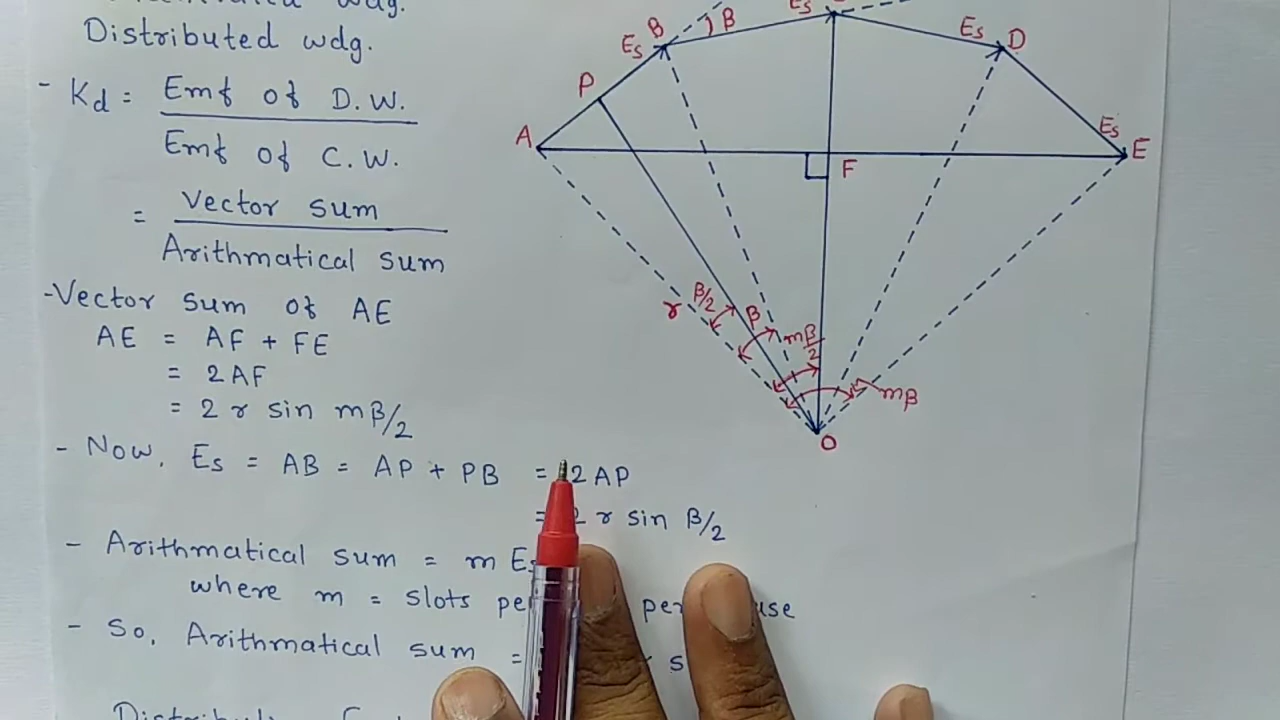 wdg.
Distributed wdg.
- Kd = Emf of D.W.
Emf of C.W.
= Vector sum
Arithmatical sum
- Vector sum of AE
AE = AF + FE
= 2AF
= 2 r sin mβ/2
- Now, Es = AB = AP + PB = 2AP
= 2 r sin β/2
- Arithmatical sum = m Es
where m = slots per
- So, Arithmatical sum =
Es
B
β
Es
Es
D
P
A
Es
E
F
r
β/2
β
mβ/2
mβ
O